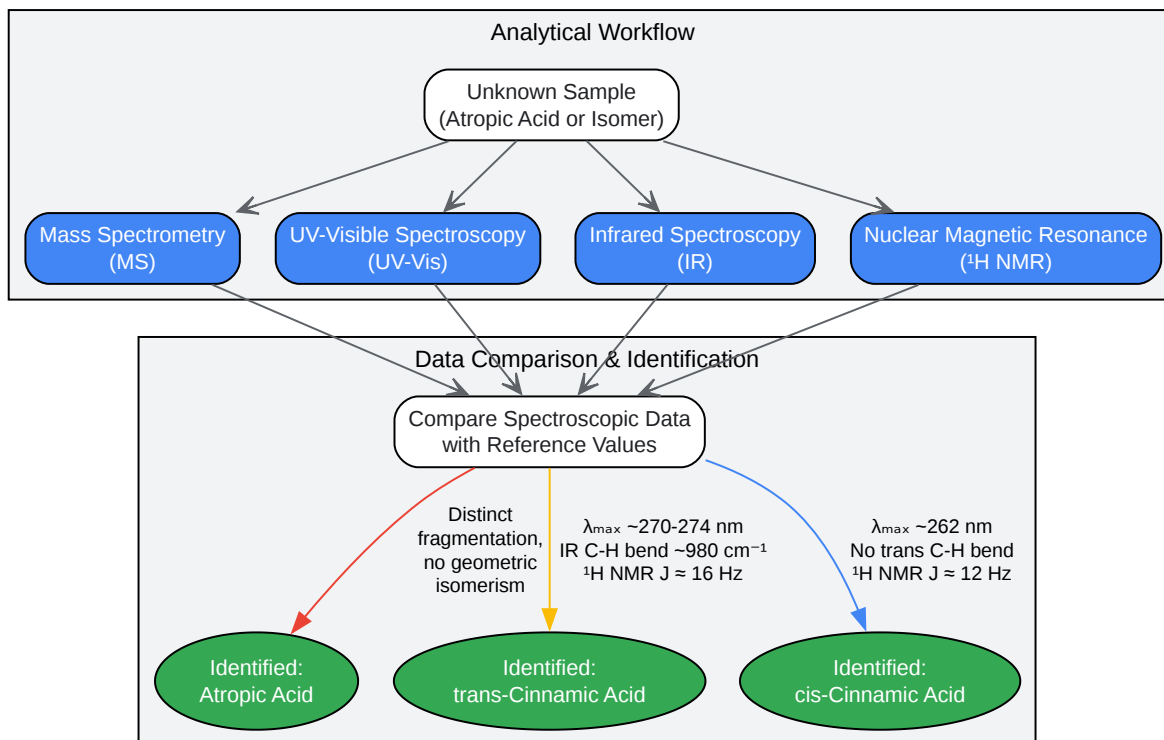 Analytical Workflow
Unknown Sample
(Atropic Acid or Isomer)
Mass Spectrometry
(MS)
UV-Visible Spectroscopy
(UV-Vis)
Infrared Spectroscopy
(IR)
Nuclear Magnetic Resonance
(¹H NMR)
Data Comparison & Identification
Compare Spectroscopic Data
with Reference Values
Distinct
fragmentation,
no geometric
isomerism
λₘₐₓ ~270-274 nm
IR C-H bend ~980 cm⁻¹
¹H NMR J ≈ 16 Hz
λₘₐₓ ~262 nm
No trans C-H bend
¹H NMR J ≈ 12 Hz
Identified:
Atropic Acid
Identified:
trans-Cinnamic Acid
Identified:
cis-Cinnamic Acid